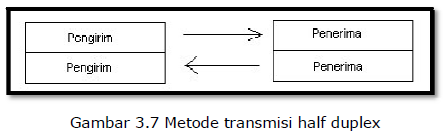 Pengirim
Penerima
Pengirim
Penerima
Gambar 3.7 Metode transmisi half duplex